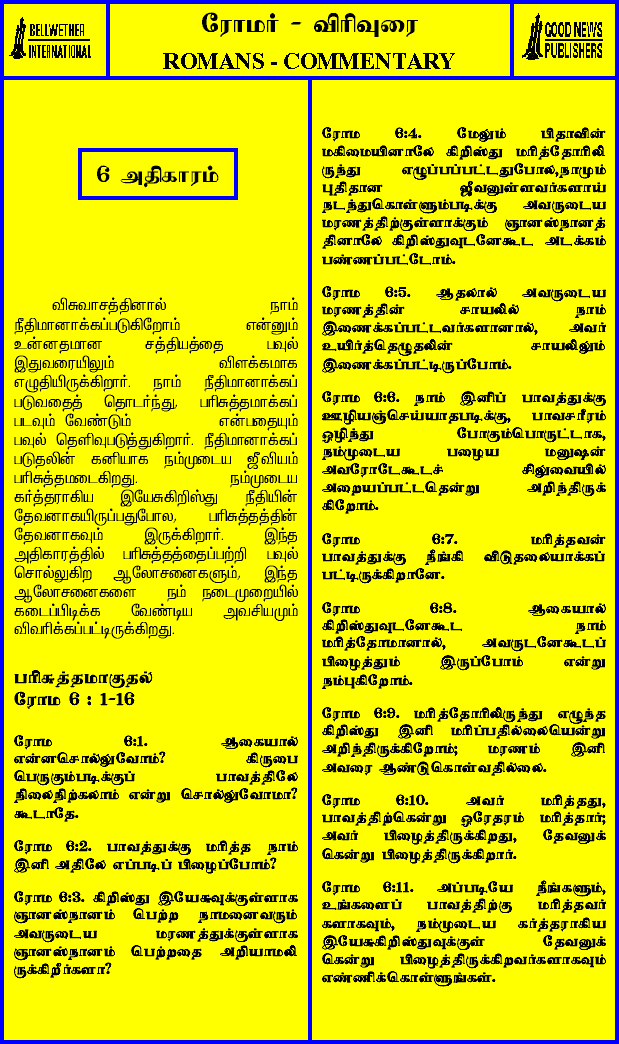 BELLWETHER
INTERNATIONAL
ரோமர் - விரிவுரை
ROMANS - COMMENTARY
GOOD NEWS
PUBLISHERS
6 அதிகாரம்
விசுவாசத்தினால் நாம்
நீதிமானாக்கப்படுகிறோம் என்னும்
உன்னதமான சத்தியத்தை பவுல்
இதுவரையிலும் விளக்கமாக
எழுதியிருக்கிறார். நாம் நீதிமானாக்கப்
படுவதைத் தொடர்ந்து, பரிசுத்தமாக்கப்
படவும் வேண்டும் என்பதையும்
பவுல் தெளிவுபடுத்துகிறார். நீதிமானாக்கப்
படுதலின் கனியாக நம்முடைய ஜீவியம்
பரிசுத்தமடைகிறது. நம்முடைய
கர்த்தராகிய இயேசுகிறிஸ்து நீதியின்
தேவனாகயிருப்பதுபோல, பரிசுத்தத்தின்
தேவனாகவும் இருக்கிறார். இந்த
அதிகாரத்தில் பரிசுத்தத்தைப்பற்றி பவுல்
சொல்லுகிற ஆலோசனைகளும், இந்த
ஆலோசனைகளை நம் நடைமுறையில்
கடைப்பிடிக்க வேண்டிய அவசியமும்
விவரிக்கப்பட்டிருக்கிறது.
பரிசுத்தமாகுதல்
ரோம 6 : 1-16
ரோம 6:1. ஆகையால்
என்னசொல்லுவோம்? கிருபை
பெருகும்படிக்குப் பாவத்திலே
நிலைநிற்கலாம் என்று சொல்லுவோமா?
கூடாதே.
ரோம 6:2. பாவத்துக்கு மரித்த நாம்
இனி அதிலே எப்படிப் பிழைப்போம்?
ரோம 6:3. கிறிஸ்து இயேசுவுக்குள்ளாக
ஞானஸ்நானம் பெற்ற நாமனைவரும்
அவருடைய மரணத்துக்குள்ளாக
ஞானஸ்நானம் பெற்றதை அறியாமலி
ருக்கிறீர்களா?
ரோம 6:4. மேலும் பிதாவின்
மகிமையினாலே கிறிஸ்து மரித்தோரிலி
ருந்து எழுப்பப்பட்டதுபோல,நாமும்
புதிதான ஜீவனுள்ளவர்களாய்
நடந்துகொள்ளும்படிக்கு அவருடைய
மரணத்திற்குள்ளாக்கும் ஞானஸ்நானத்
தினாலே கிறிஸ்துவுடனேகூட அடக்கம்
பண்ணப்பட்டோம்.
ரோம 6:5. ஆதலால் அவருடைய
மரணத்தின் சாயலில் நாம்
இணைக்கப்பட்டவர்களானால், அவர்
உயிர்த்தெழுதலின் சாயலிலும்
இணைக்கப்பட்டிருப்போம்.
ரோம 6:6. நாம் இனிப் பாவத்துக்கு
ஊழியஞ்செய்யாதபடிக்கு, பாவசரீரம்
ஒழிந்து போகும்பொருட்டாக,
நம்முடைய பழைய மனுஷன்
அவரோடேகூடச் சிலுவையில்
அறையப்பட்டதென்று அறிந்திருக்
கிறோம்.
ரோம 6:7. மரித்தவன்
பாவத்துக்கு நீங்கி விடுதலையாக்கப்
பட்டிருக்கிறானே.
ரோம 6:8. ஆகையால்
கிறிஸ்துவுடனேகூட நாம்
மரித்தோமானால், அவருடனேகூடப்
பிழைத்தும் இருப்போம் என்று
நம்புகிறோம்.
ரோம 6:9. மரித்தோரிலிருந்து எழுந்த
கிறிஸ்து இனி மரிப்பதில்லையென்று
அறிந்திருக்கிறோம்; மரணம் இனி
அவரை ஆண்டுகொள்வதில்லை.
ரோம 6:10. அவர் மரித்தது,
பாவத்திற்கென்று ஒரேதரம் மரித்தார்;
அவர் பிழைத்திருக்கிறது, தேவனுக்
கென்று பிழைத்திருக்கிறார்.
ரோம 6:11. அப்படியே நீங்களும்,
உங்களைப் பாவத்திற்கு மரித்தவர்
களாகவும், நம்முடைய கர்த்தராகிய
இயேசுகிறிஸ்துவுக்குள் தேவனுக்
கென்று பிழைத்திருக்கிறவர்களாகவும்
எண்ணிக்கொள்ளுங்கள்.